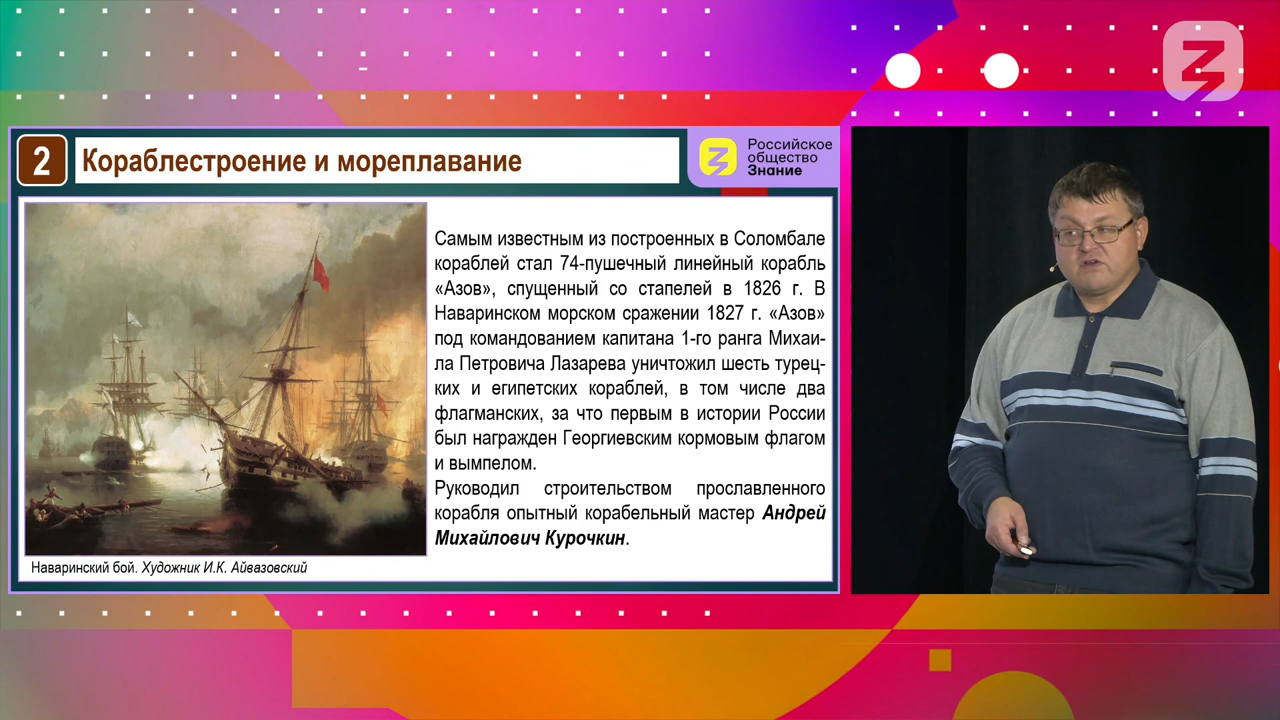 2
Кораблестроение и мореплавание
Российское
общество
Знание
Самым известным из построенных в Соломбале
кораблей стал 74-пушечный линейный корабль
«Азов», спущенный со стапелей в 1826 г. В
Наваринском морском сражении 1827 г. «Азов»
под командованием капитана 1-го ранга Михаи-
ла Петровича Лазарева уничтожил шесть турец-
ких и египетских кораблей, в том числе два
флагманских, за что первым в истории России
был награжден Георгиевским кормовым флагом
и вымпелом.
Руководил строительством прославленного
корабля опытный корабельный мастер Андрей
Михайлович Курочкин.
Наваринский бой. Художник И.К. Айвазовский